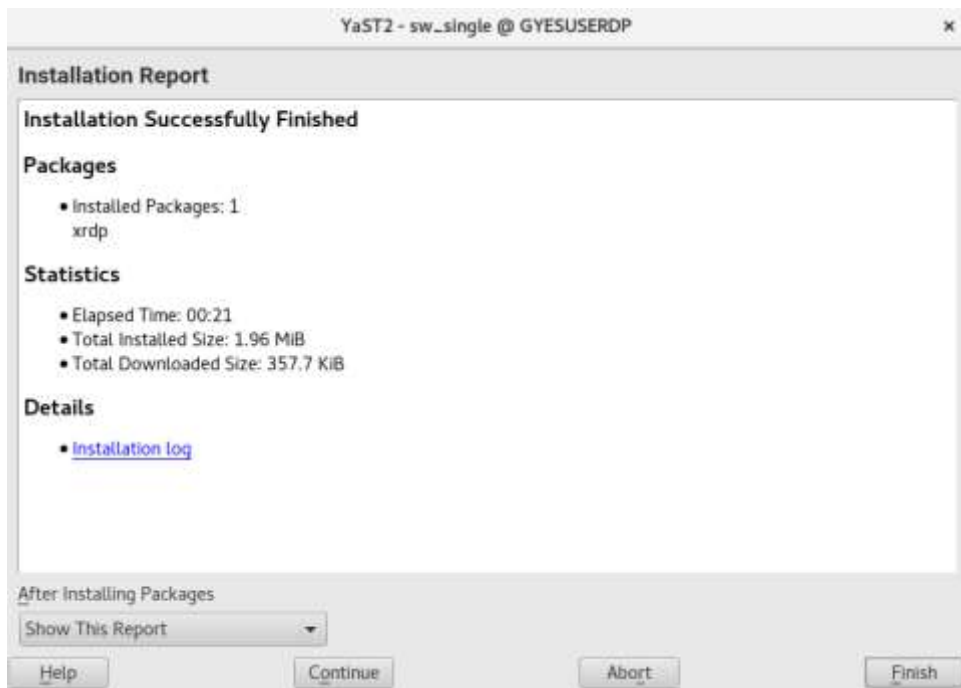 YaST2 - sw_single @ GYESUSERDP
Installation Report
Installation Successfully Finished
Packages
• Installed Packages: 1
xrdp
Statistics
• Elapsed Time: 00:21
• Total Installed Size: 1.96 MiB
• Total Downloaded Size: 357.7 KiB
Details
• Installation log
After Installing Packages
Show This Report
Help Continue Abort Finish